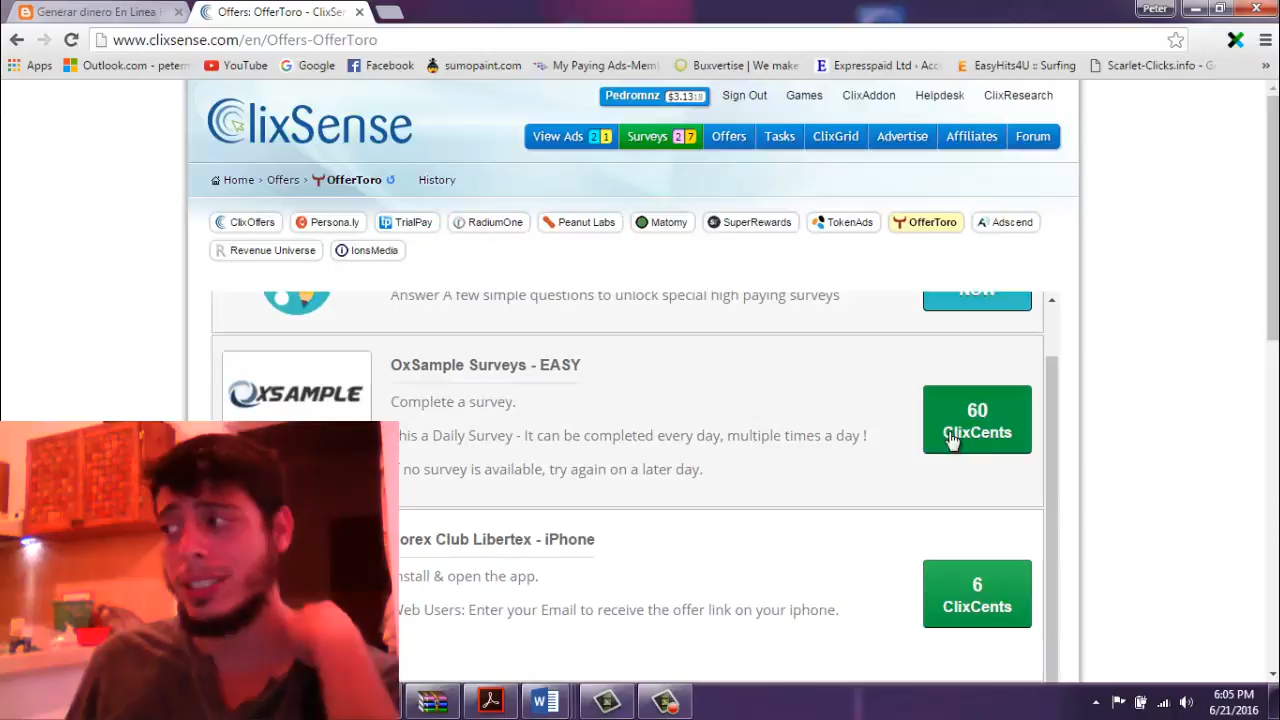 Generar dinero En Linea
Offers: OfferToro - ClixSe
Peter
www.clixsense.com/en/Offers-OfferToro
Apps
Outlook.com - peterm
YouTube
Google
Facebook
sumopaint.com
My Paying Ads-Mem
Buxvertise | We make
Expresspaid Ltd › Acc
EasyHits4U :: Surfing
Scarlet-Clicks.info - G
»
ClixSense
Pedromnz $3.13
Sign Out
Games
ClixAddon
Helpdesk
ClixResearch
View Ads 2 1
Surveys 2 7
Offers
Tasks
ClixGrid
Advertise
Affiliates
Forum
Home › Offers › OfferToro
History
ClixOffers
Persona.ly
TrialPay
RadiumOne
Peanut Labs
Matomy
SuperRewards
TokenAds
OfferToro
Adscend
Revenue Universe
IonsMedia
Answer A few simple questions to unlock special high paying surveys
NOW
OxSample Surveys - EASY
OXSAMPLE
Complete a survey.
60
ClixCents
his a Daily Survey - It can be completed every day, multiple times a day !
no survey is available, try again on a later day.
orex Club Libertex - iPhone
nstall & open the app.
6
ClixCents
Web Users: Enter your Email to receive the offer link on your iphone.
6:05 PM
6/21/2016